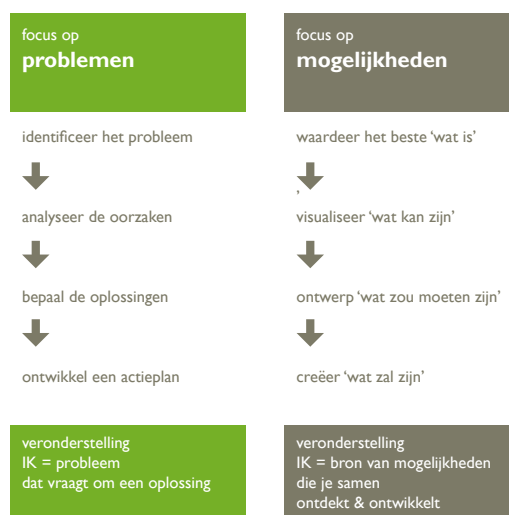 focus op
problemen
identificeer het probleem
analyseer de oorzaken
bepaal de oplossingen
ontwikkel een actieplan
veronderstelling
IK = probleem
dat vraagt om een oplossing
focus op
mogelijkheden
waardeer het beste ‘wat is’
,
visualiseer ‘wat kan zijn’
ontwerp ‘wat zou moeten zijn’
creëer ‘wat zal zijn’
veronderstelling
IK = bron van mogelijkheden
die je samen
ontdekt & ontwikkelt